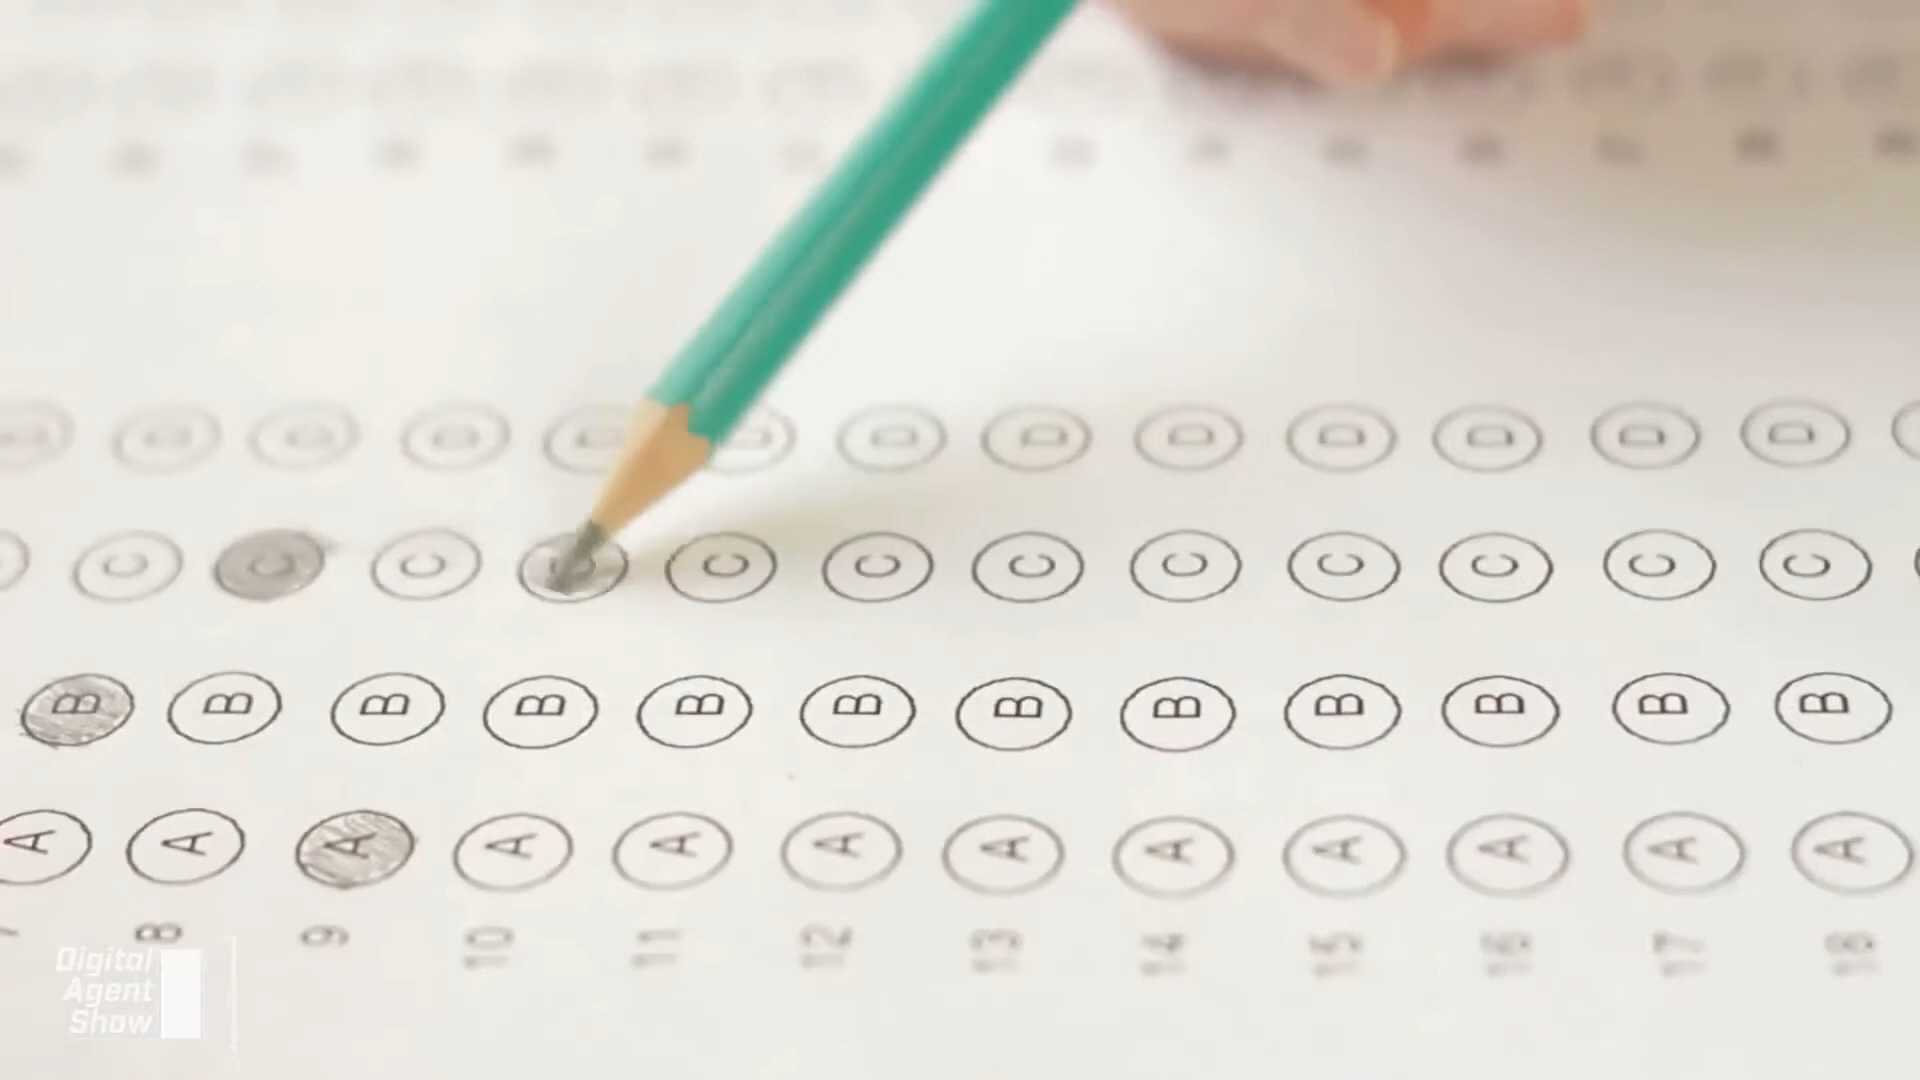 D D D D D D D D D D D D
C C C C C C C C C C C C
B B B B B B B B B B B B
A A A A A A A A A A A A
8 9 10 11 12 13 14 15 16 17 18
Digital
Agent
Show